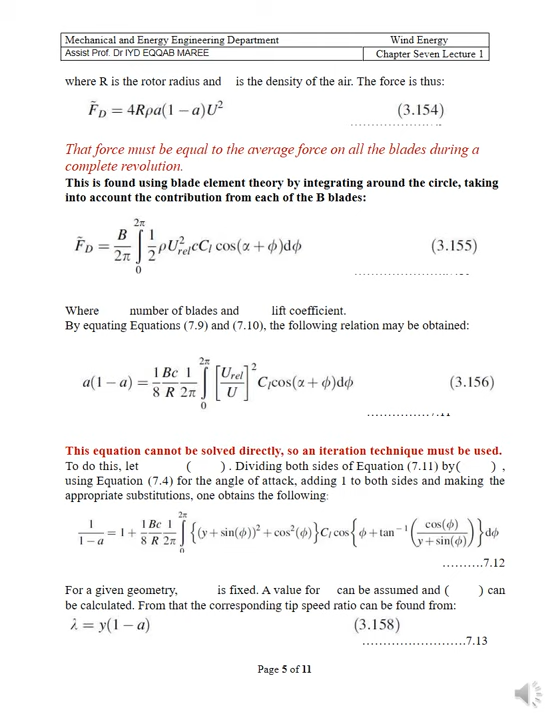 Mechanical and Energy Engineering Department Wind Energy
Assist Prof. Dr IYD EQQAB MAREE Chapter Seven Lecture 1
where R is the rotor radius and is the density of the air. The force is thus:
F̃_D = 4Rρa(1 − a)U² (3.154)
That force must be equal to the average force on all the blades during a
complete revolution.
This is found using blade element theory by integrating around the circle, taking
into account the contribution from each of the B blades:
F̃_D = B/2π ∫₀^2π 1/2 ρU²_rel cC_l cos(α + ϕ)dϕ (3.155)
Where number of blades and lift coefficient.
By equating Equations (7.9) and (7.10), the following relation may be obtained:
a(1 − a) = 1/8 Bc/R 1/2π ∫₀^2π [U_rel/U]² C_l cos(α + ϕ)dϕ (3.156)
……………7.11
This equation cannot be solved directly, so an iteration technique must be used.
To do this, let ( ) . Dividing both sides of Equation (7.11) by( ) ,
using Equation (7.4) for the angle of attack, adding 1 to both sides and making the
appropriate substitutions, one obtains the following:
1/(1 − a) = 1 + 1/8 Bc/R 1/2π ∫₀^2π {(y + sin(ϕ))² + cos²(ϕ)}C_l cos{ϕ + tan⁻¹(cos(ϕ)/(y + sin(ϕ)))}dϕ
……….7.12
For a given geometry, is fixed. A value for can be assumed and ( ) can
be calculated. From that the corresponding tip speed ratio can be found from:
λ = y(1 − a) (3.158)
…………………….7.13
Page 5 of 11